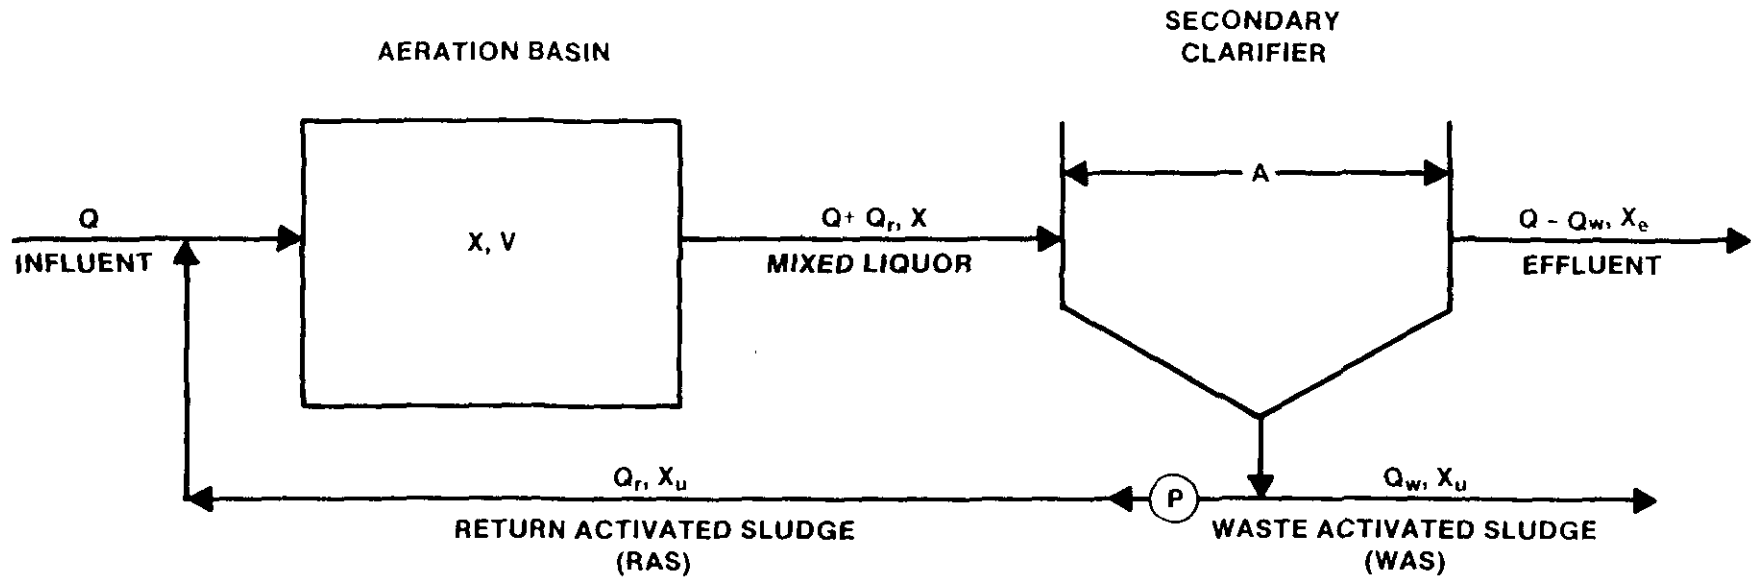 AERATION BASIN
SECONDARY
CLARIFIER
Q
INFLUENT
X, V
Q+ Qr, X
MIXED LIQUOR
A
Q - Qw, Xe
EFFLUENT
Qr, Xu
P
Qw, Xu
RETURN ACTIVATED SLUDGE
(RAS)
WASTE ACTIVATED SLUDGE
(WAS)